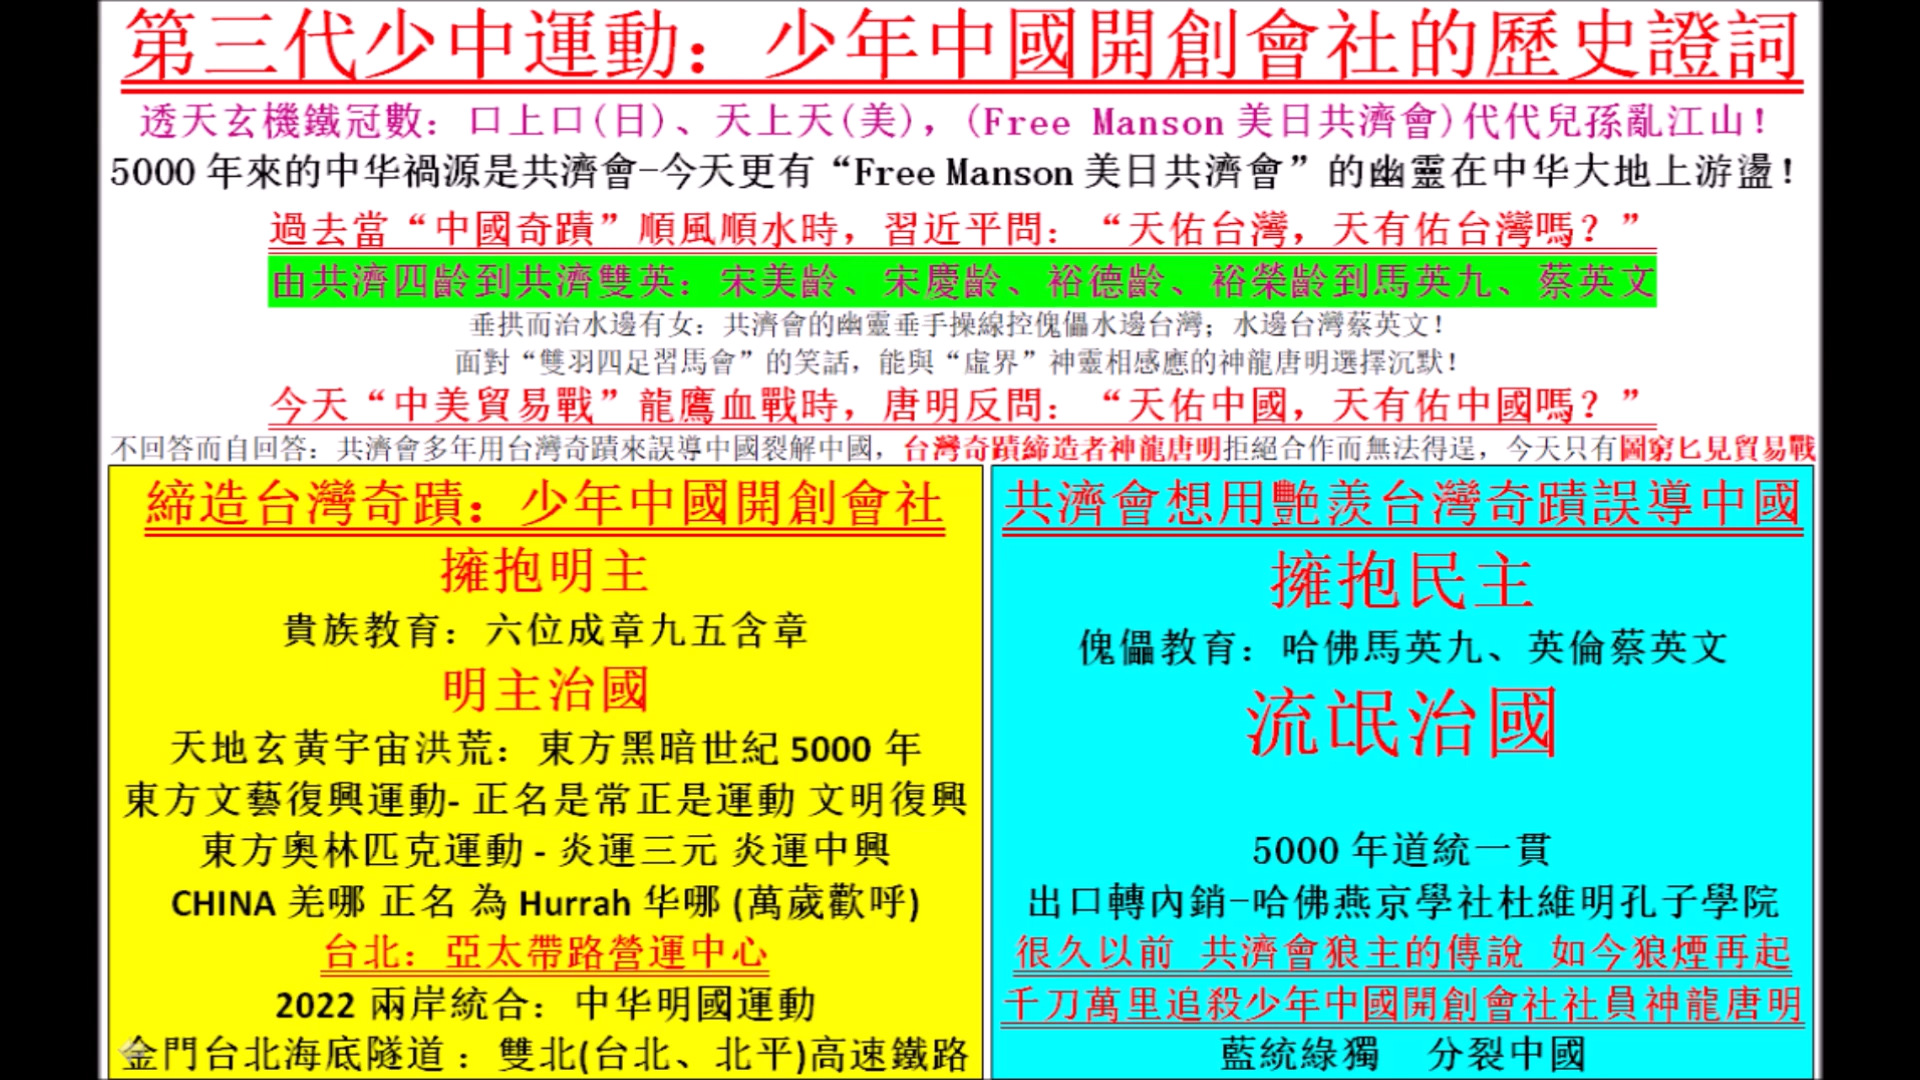 第三代少中運動：少年中國開創會社的歷史證詞
透天玄機鐵冠數：口上口(日)、天上天(美)，(Free Manson 美日共濟會)代代兒孫亂江山！
5000 年來的中华禍源是共濟會-今天更有“Free Manson 美日共濟會”的幽靈在中华大地上游盪！
過去當“中國奇蹟”順風順水時，習近平問：“天佑台灣，天有佑台灣嗎？”
由共濟四齡到共濟雙英：宋美齡、宋慶齡、裕德齡、裕榮齡到馬英九、蔡英文
垂拱而治水邊有女：共濟會的幽靈垂手操線控傀儡水邊台灣；水邊台灣蔡英文！
面對“雙羽四足習馬會”的笑話，能與“虛界”神靈相感應的神龍唐明選擇沉默！
今天“中美貿易戰”龍鷹血戰時，唐明反問：“天佑中國，天有佑中國嗎？”
不回答而自回答：共濟會多年用台灣奇蹟來誤導中國裂解中國，台灣奇蹟締造者神龍唐明拒絕合作而無法得逞，今天只有圖窮匕見貿易戰
締造台灣奇蹟：少年中國開創會社
擁抱明主
貴族教育：六位成章九五含章
明主治國
天地玄黃宇宙洪荒：東方黑暗世紀 5000 年
東方文藝復興運動- 正名是常正是運動 文明復興
東方奧林匹克運動 - 炎運三元 炎運中興
CHINA 羌哪 正名 為 Hurrah 华哪 (萬歲歡呼)
台北：亞太帶路營運中心
2022 兩岸統合：中华明國運動
金門台北海底隧道：雙北(台北、北平)高速鐵路
共濟會想用艷羨台灣奇蹟誤導中國
擁抱民主
傀儡教育：哈佛馬英九、英倫蔡英文
流氓治國
5000 年道統一貫
出口轉內銷-哈佛燕京學社杜維明孔子學院
很久以前 共濟會狼主的傳說 如今狼煙再起
千刀萬里追殺少年中國開創會社社員神龍唐明
藍統綠獨 分裂中國